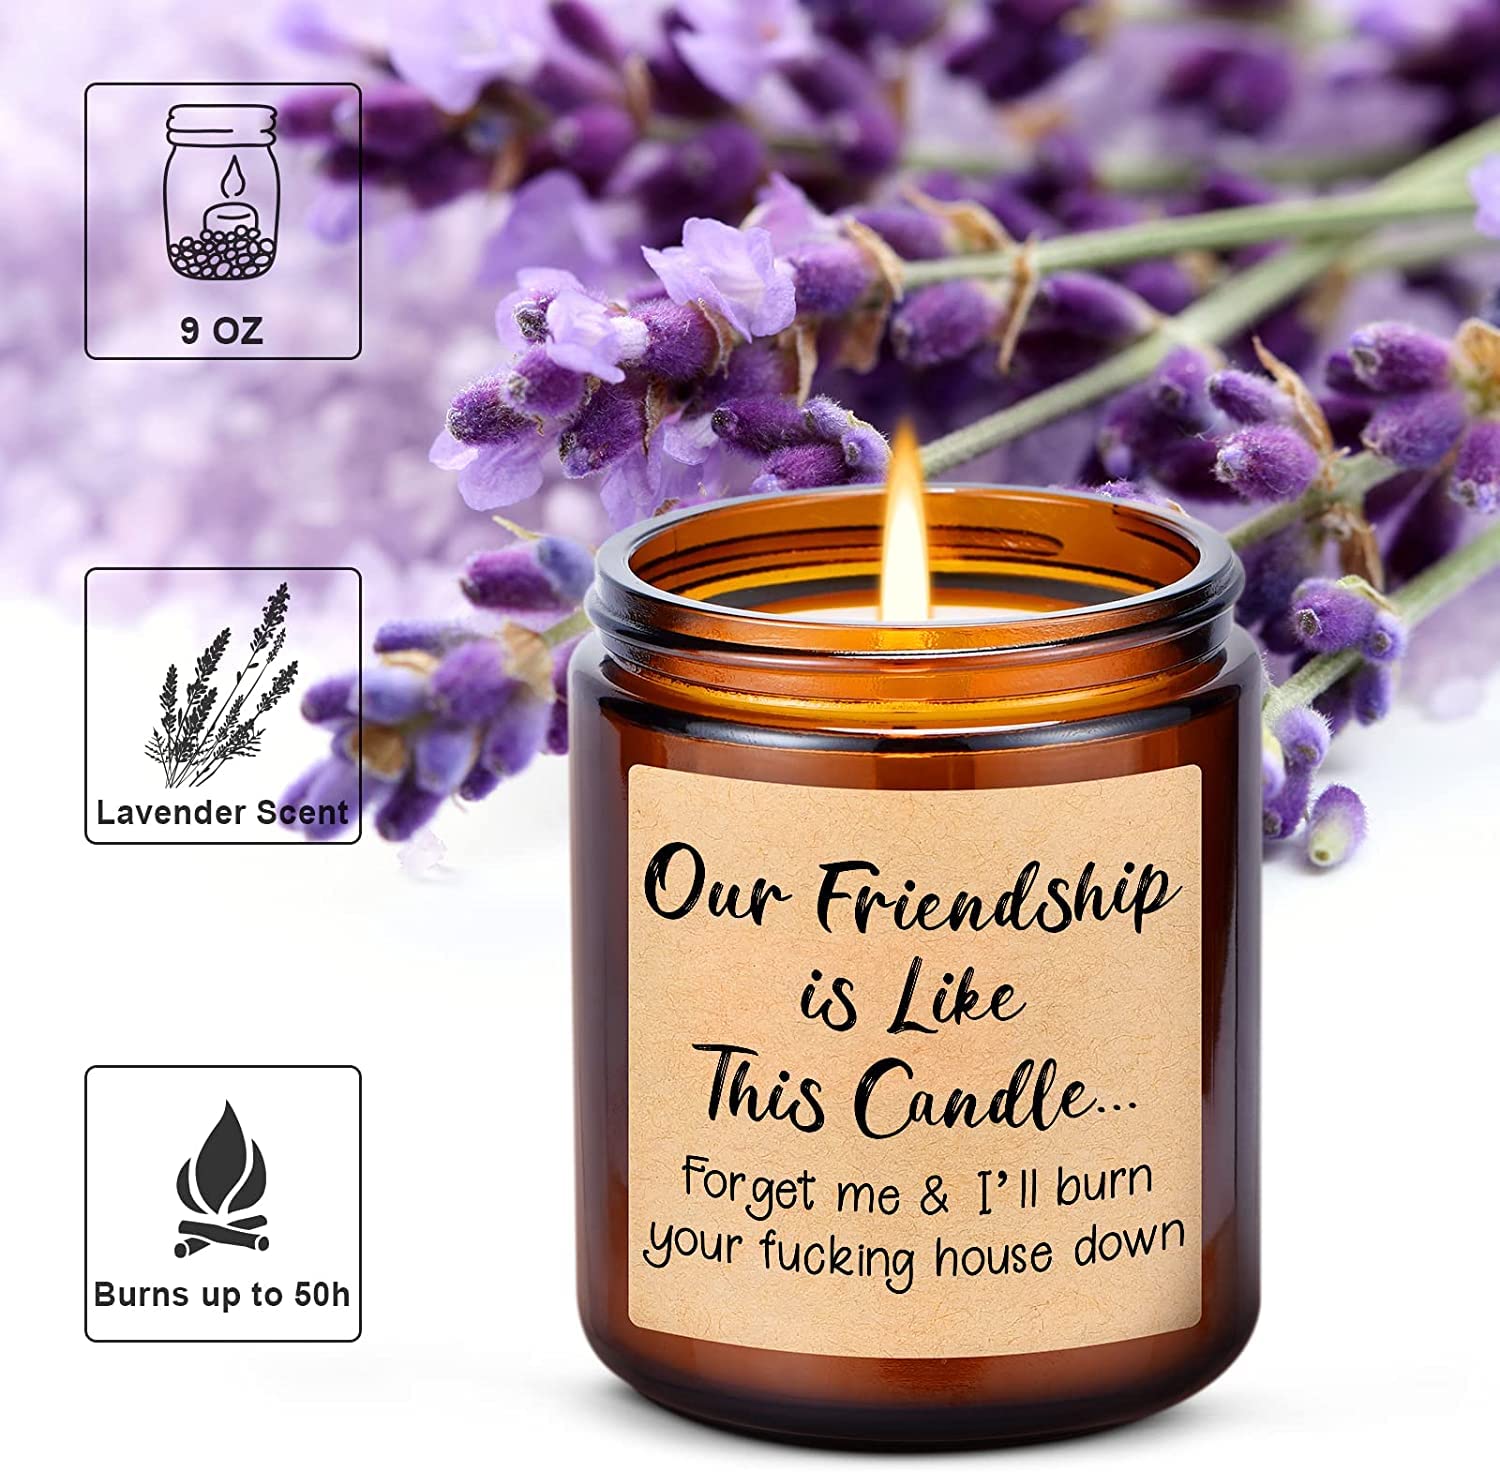 9 OZ
Lavender Scent
Burns up to 50h
Our Friendship
is Like
This Candle...
Forget me & I'll burn
your fucking house down